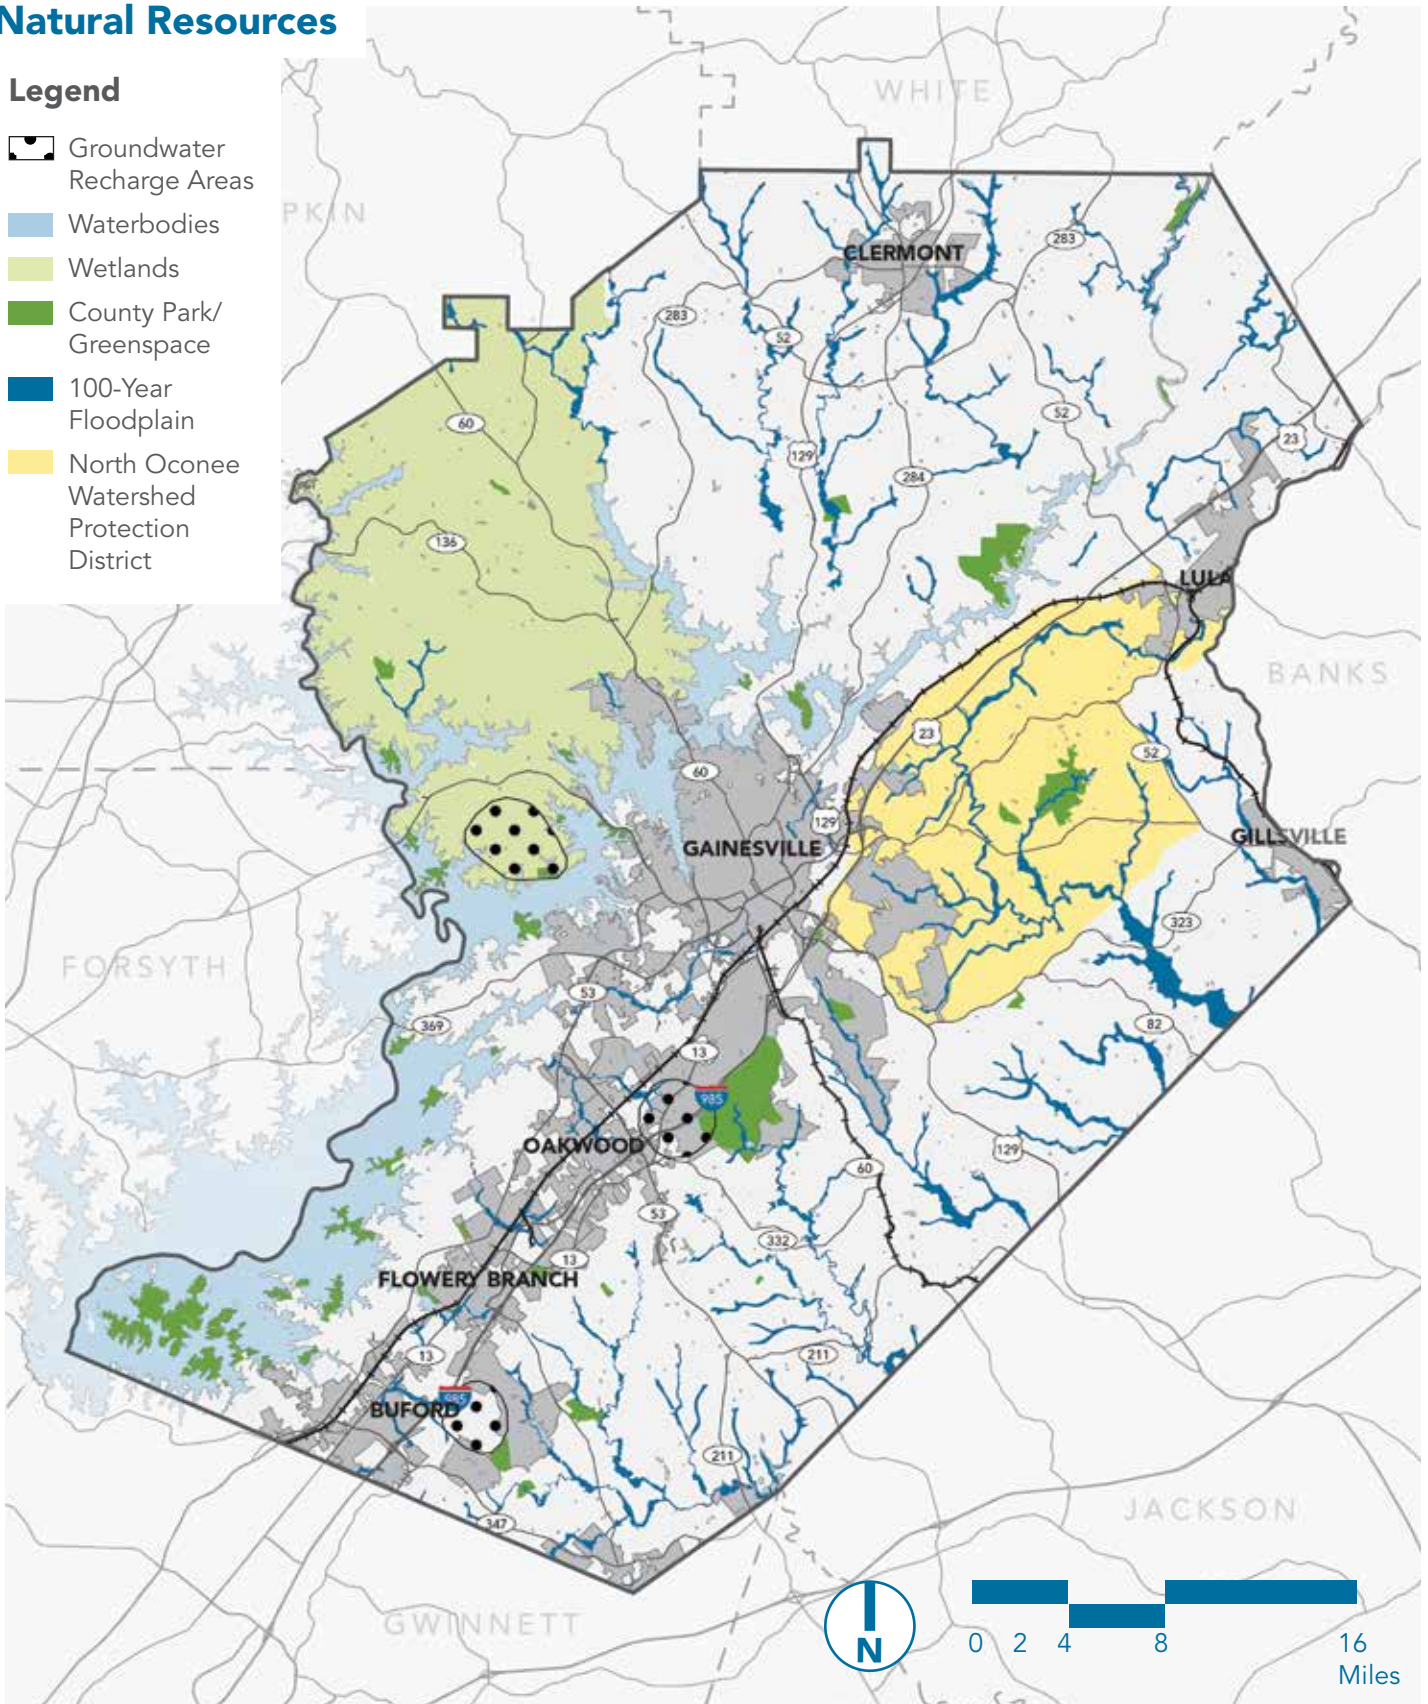 Natural Resources
Legend
Groundwater
Recharge Areas
Waterbodies
Wetlands
County Park/
Greenspace
100-Year
Floodplain
North Oconee
Watershed
Protection
District
WHITE
PKIN
CLERMONT
283
283
52
60
52
23
129
284
136
LULA
BANKS
23
52
60
129
GAINESVILLE
GILLSVILLE
323
FORSYTH
53
369
82
13
985
OAKWOOD
129
60
53
332
13
FLOWERY BRANCH
13
211
985
BUFORD
211
347
JACKSON
GWINNETT
N
0 2 4 8 16
Miles